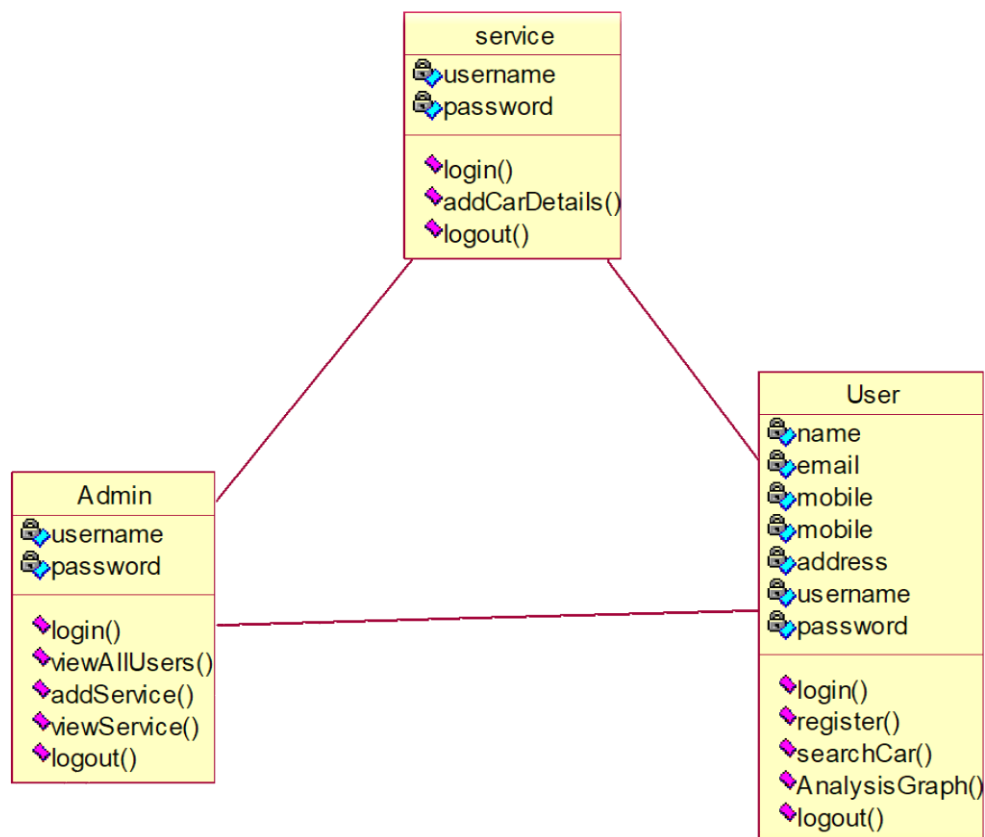 service
username
password
login()
addCarDetails()
logout()
User
name
email
mobile
mobile
address
username
password
login()
register()
searchCar()
AnalysisGraph()
logout()
Admin
username
password
login()
viewAllUsers()
addService()
viewService()
logout()